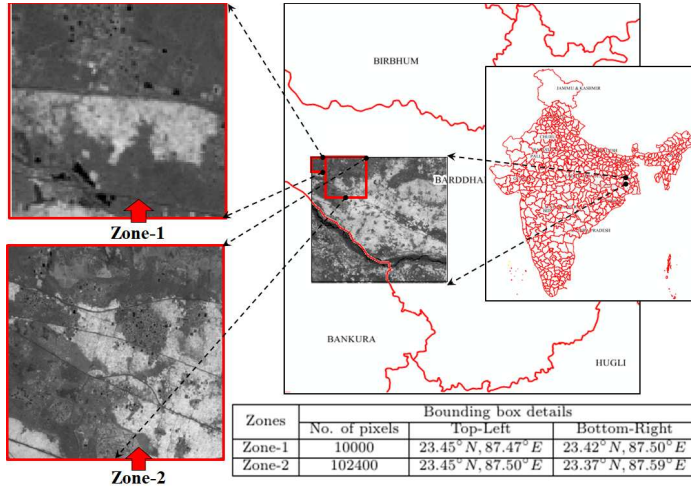 BIRBHUM
JAMMU & KASHMIR
BARDDHA
Zone-1
BANKURA
HUGLI
Zone-2
Zones Bounding box details
No. of pixels Top-Left Bottom-Right
Zone-1 10000 23.45°N, 87.47°E 23.42°N, 87.50°E
Zone-2 102400 23.45°N, 87.50°E 23.37°N, 87.59°E